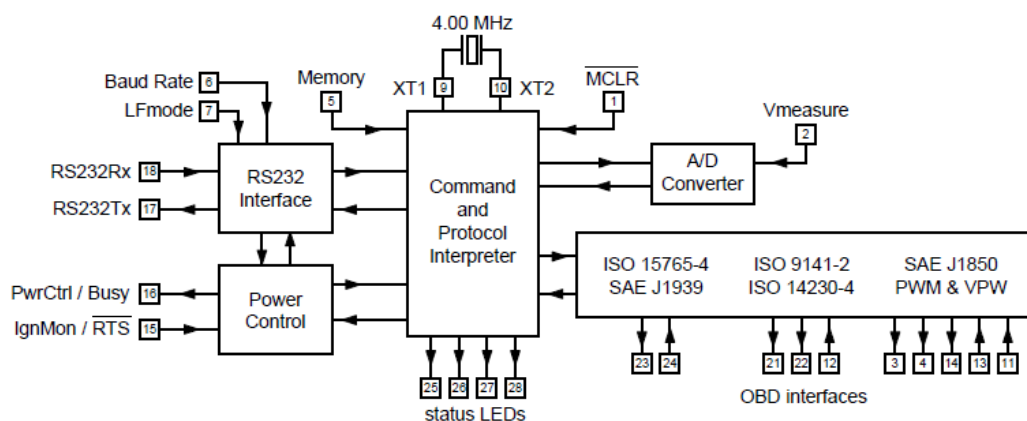 4.00 MHz
Baud Rate 6
Memory
XT1 9 10 XT2
MCLR
5
1
LFmode 7
Vmeasure
2
RS232Rx 18
RS232
Interface
Command
and
Protocol
Interpreter
A/D
Converter
RS232Tx 17
ISO 15765-4
SAE J1939
ISO 9141-2
ISO 14230-4
SAE J1850
PWM & VPW
PwrCtrl / Busy 16
Power
Control
IgnMon / RTS 15
25 26 27 28
status LEDs
23 24 21 22 12 3 4 14 13 11
OBD interfaces